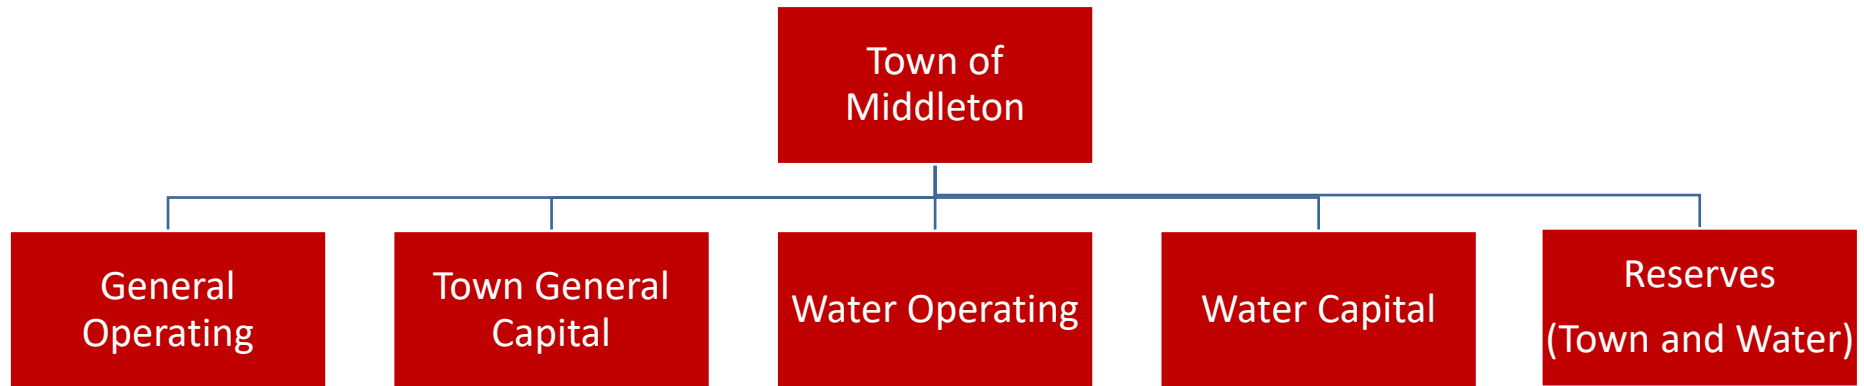 Town of
Middleton
General
Operating
Town General
Capital
Water Operating
Water Capital
Reserves
(Town and Water)